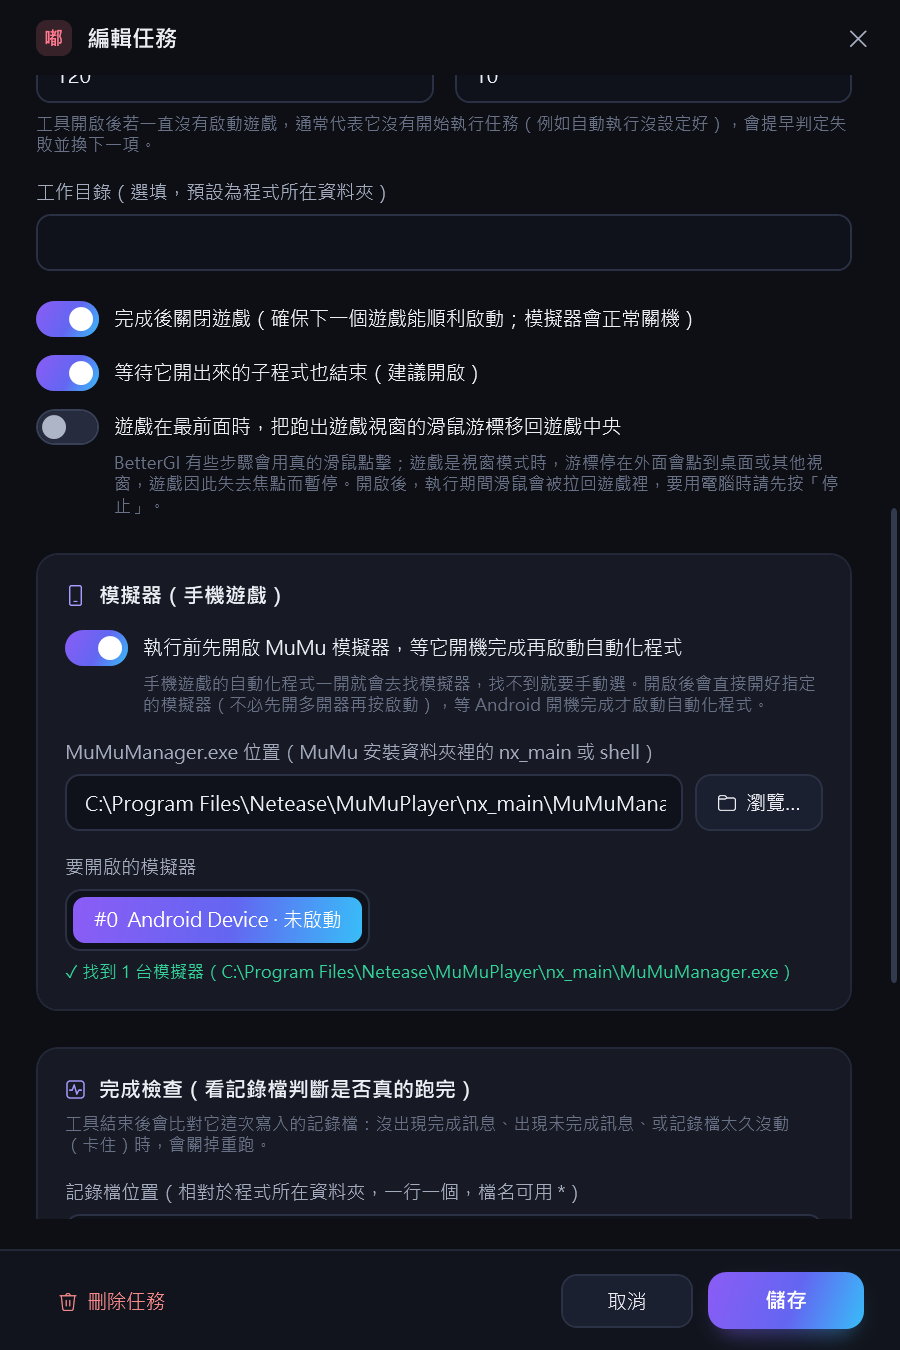 嘟 編輯任務
120 10
工具開啟後若一直沒有啟動遊戲，通常代表它沒有開始執行任務（例如自動執行沒設定好），會提早判定失
敗並換下一項。
工作目錄（選填，預設為程式所在資料夾）
完成後關閉遊戲（確保下一個遊戲能順利啟動；模擬器會正常關機）
等待它開出來的子程式也結束（建議開啟）
遊戲在最前面時，把跑出遊戲視窗的滑鼠游標移回遊戲中央
BetterGI 有些步驟會用真的滑鼠點擊；遊戲是視窗模式時，游標停在外面會點到桌面或其他視
窗，遊戲因此失去焦點而暫停。開啟後，執行期間滑鼠會被拉回遊戲裡，要用電腦時請先按「停
止」。
模擬器（手機遊戲）
執行前先開啟 MuMu 模擬器，等它開機完成再啟動自動化程式
手機遊戲的自動化程式一開就會去找模擬器，找不到就要手動選。開啟後會直接開好指定
的模擬器（不必先開多開器再按啟動），等 Android 開機完成才啟動自動化程式。
MuMuManager.exe 位置（MuMu 安裝資料夾裡的 nx_main 或 shell）
C:\Program Files\Netease\MuMuPlayer\nx_main\MuMuMana
瀏覽...
要開啟的模擬器
#0 Android Device · 未啟動
✓ 找到 1 台模擬器（C:\Program Files\Netease\MuMuPlayer\nx_main\MuMuManager.exe）
完成檢查（看記錄檔判斷是否真的跑完）
工具結束後會比對它這次寫入的記錄檔：沒出現完成訊息、出現未完成訊息、或記錄檔太久沒動
（卡住）時，會關掉重跑。
記錄檔位置（相對於程式所在資料夾，一行一個，檔名可用 *）
刪除任務
取消
儲存